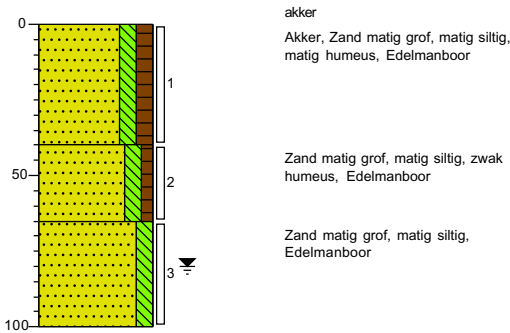 akker
0
Akker, Zand matig grof, matig siltig,
matig humeus, Edelmanboor
1
Zand matig grof, matig siltig, zwak
humeus, Edelmanboor
50
2
Zand matig grof, matig siltig,
Edelmanboor
3
100